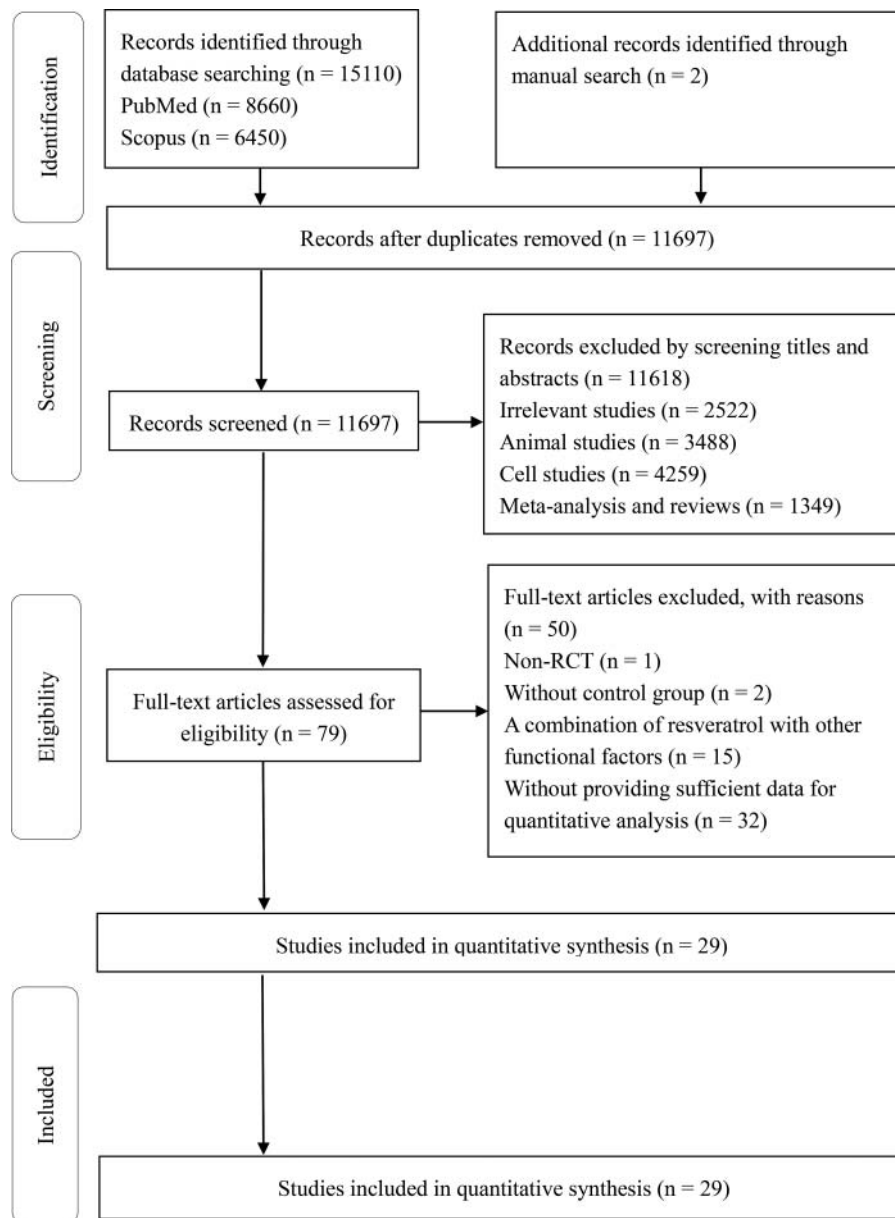 Identification
Records identified through
database searching (n = 15110)
PubMed (n = 8660)
Scopus (n = 6450)
Additional records identified through
manual search (n = 2)
Records after duplicates removed (n = 11697)
Screening
Records screened (n = 11697)
Records excluded by screening titles and
abstracts (n = 11618)
Irrelevant studies (n = 2522)
Animal studies (n = 3488)
Cell studies (n = 4259)
Meta-analysis and reviews (n = 1349)
Eligibility
Full-text articles assessed for
eligibility (n = 79)
Full-text articles excluded, with reasons
(n = 50)
Non-RCT (n = 1)
Without control group (n = 2)
A combination of resveratrol with other
functional factors (n = 15)
Without providing sufficient data for
quantitative analysis (n = 32)
Studies included in quantitative synthesis (n = 29)
Included
Studies included in quantitative synthesis (n = 29)